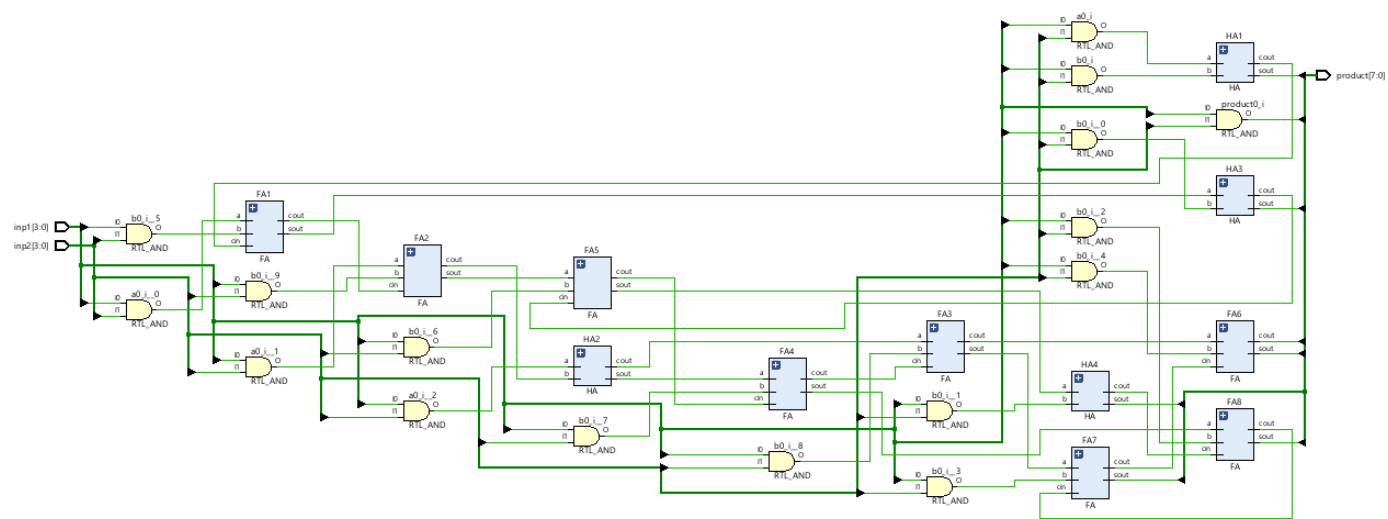 a0_i
I0
I1
O
RTL_AND
HA1
a
b
cout
sout
HA
b0_i
I0
I1
O
RTL_AND
product[7:0]
product0_i
I0
I1
O
RTL_AND
b0_i__0
I0
I1
O
RTL_AND
HA3
a
b
cout
sout
HA
FA1
a
b
cin
cout
sout
FA
inp1[3:0]
inp2[3:0]
b0_i__5
I0
I1
O
RTL_AND
b0_i__2
I0
I1
O
RTL_AND
FA2
a
b
cin
cout
sout
FA
FA5
a
b
cin
cout
sout
FA
b0_i__4
I0
I1
O
RTL_AND
b0_i__9
I0
I1
O
RTL_AND
a0_i__0
I0
I1
O
RTL_AND
b0_i__6
I0
I1
O
RTL_AND
HA2
a
b
cout
sout
HA
FA3
a
b
cin
cout
sout
FA
FA6
a
b
cin
cout
sout
FA
a0_i__1
I0
I1
O
RTL_AND
FA4
a
b
cin
cout
sout
FA
HA4
a
b
cout
sout
HA
a0_i__2
I0
I1
O
RTL_AND
b0_i__1
I0
I1
O
RTL_AND
b0_i__7
I0
I1
O
RTL_AND
FA8
a
b
cin
cout
sout
FA
b0_i__8
I0
I1
O
RTL_AND
FA7
a
b
cin
cout
sout
FA
b0_i__3
I0
I1
O
RTL_AND